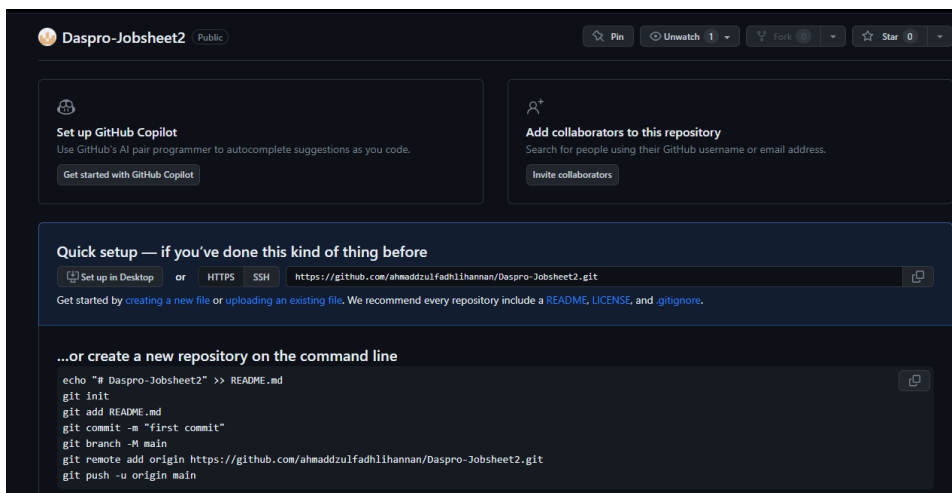 Daspro-Jobsheet2 Public
Pin Unwatch 1 Fork 0 Star 0
Set up GitHub Copilot
Use GitHub's AI pair programmer to autocomplete suggestions as you code.
Get started with GitHub Copilot
Add collaborators to this repository
Search for people using their GitHub username or email address.
Invite collaborators
Quick setup — if you've done this kind of thing before
Set up in Desktop or HTTPS SSH https://github.com/ahmaddzulfadhlihannan/Daspro-Jobsheet2.git
Get started by creating a new file or uploading an existing file. We recommend every repository include a README, LICENSE, and .gitignore.
...or create a new repository on the command line
echo "# Daspro-Jobsheet2" >> README.md
git init
git add README.md
git commit -m "first commit"
git branch -M main
git remote add origin https://github.com/ahmaddzulfadhlihannan/Daspro-Jobsheet2.git
git push -u origin main